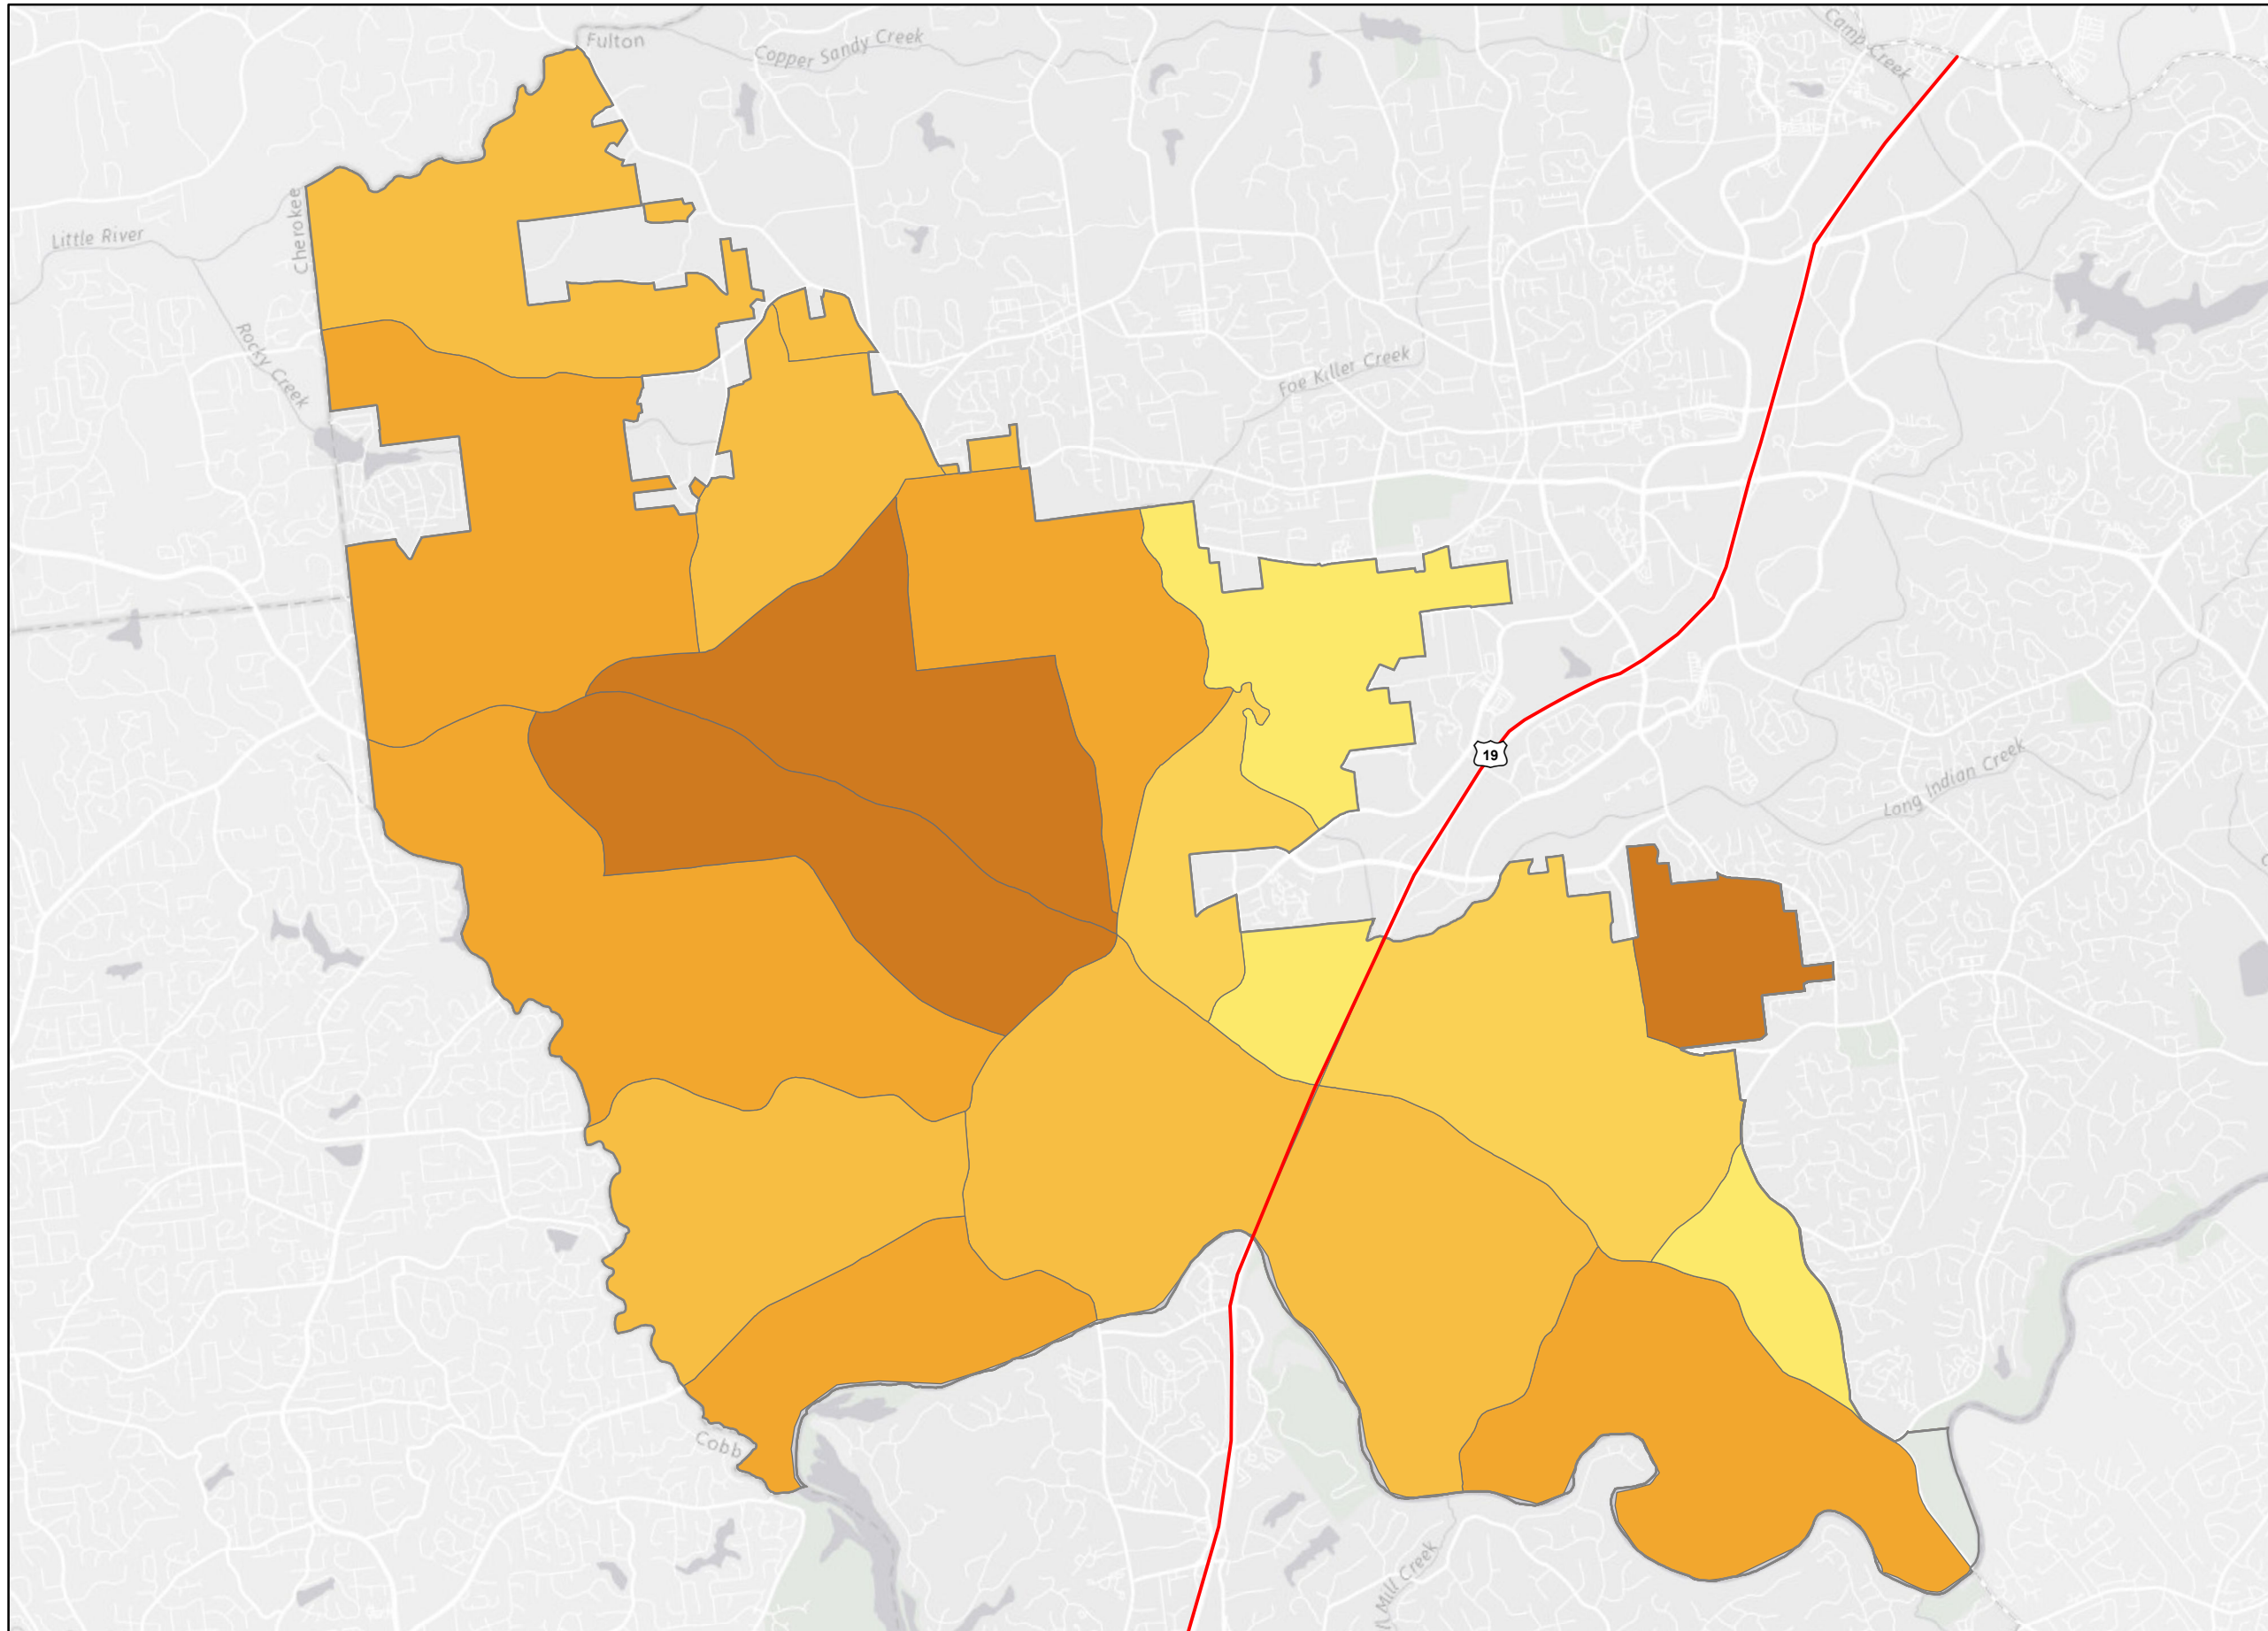 Fulton
Copper Sandy Creek
Camp Creek
Cherokee
Little River
Rocky Creek
Foe Killer Creek
19
Long Indian Creek
Cobb
Mill Creek